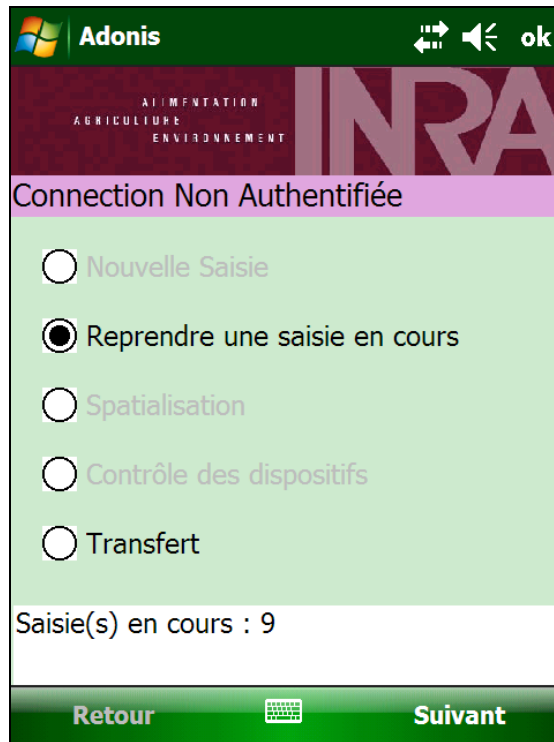 Adonis
ok
ALIMENTATION
AGRICULTURE
ENVIRONNEMENT
INRA
Connection Non Authentifiée
Nouvelle Saisie
Reprendre une saisie en cours
Spatialisation
Contrôle des dispositifs
Transfert
Saisie(s) en cours : 9
Retour
Suivant